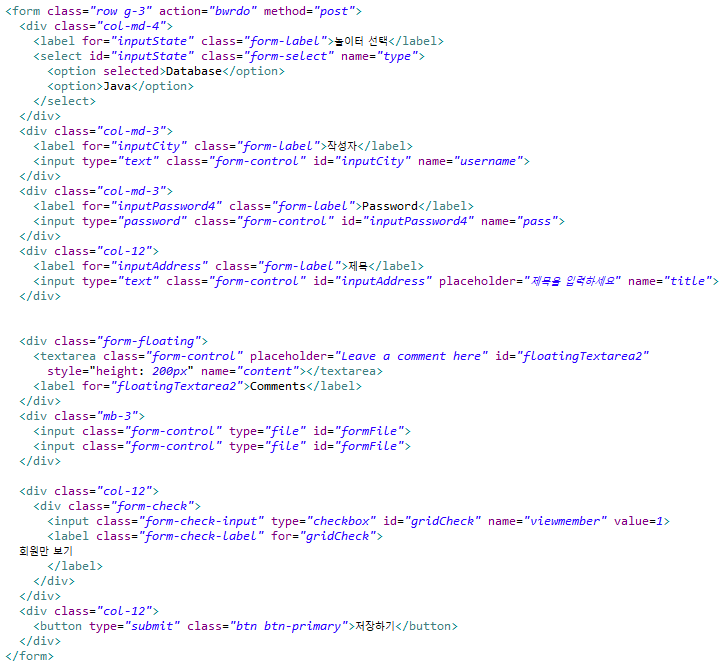 <form class="row g-3" action="bwrdo" method="post">
<div class="col-md-4">
<label for="inputState" class="form-label">놀이터 선택</label>
<select id="inputState" class="form-select" name="type">
<option selected>Database</option>
<option>Java</option>
</select>
</div>
<div class="col-md-3">
<label for="inputCity" class="form-label">작성자</label>
<input type="text" class="form-control" id="inputCity" name="username">
</div>
<div class="col-md-3">
<label for="inputPassword4" class="form-label">Password</label>
<input type="password" class="form-control" id="inputPassword4" name="pass">
</div>
<div class="col-12">
<label for="inputAddress" class="form-label">제목</label>
<input type="text" class="form-control" id="inputAddress" placeholder="제목을 입력하세요" name="title">
</div>
<div class="form-floating">
<textarea class="form-control" placeholder="Leave a comment here" id="floatingTextarea2"
style="height: 200px" name="content"></textarea>
<label for="floatingTextarea2">Comments</label>
</div>
<div class="mb-3">
<input class="form-control" type="file" id="formFile">
<input class="form-control" type="file" id="formFile">
</div>
<div class="col-12">
<div class="form-check">
<input class="form-check-input" type="checkbox" id="gridCheck" name="viewmember" value=1>
<label class="form-check-label" for="gridCheck">
회원만 보기
</label>
</div>
</div>
<div class="col-12">
<button type="submit" class="btn btn-primary">저장하기</button>
</div>
</form>